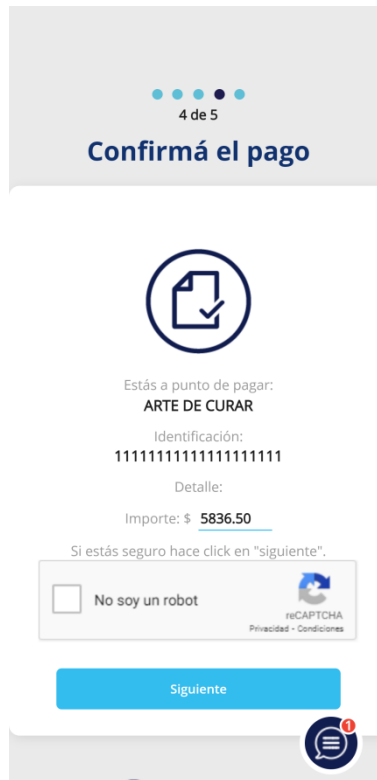 4 de 5
Confirmá el pago
Estás a punto de pagar:
ARTE DE CURAR
Identificación:
11111111111111111111
Detalle:
Importe: $ 5836.50
Si estás seguro hace click en "siguiente".
No soy un robot
reCAPTCHA
Privacidad - Condiciones
Siguiente
1